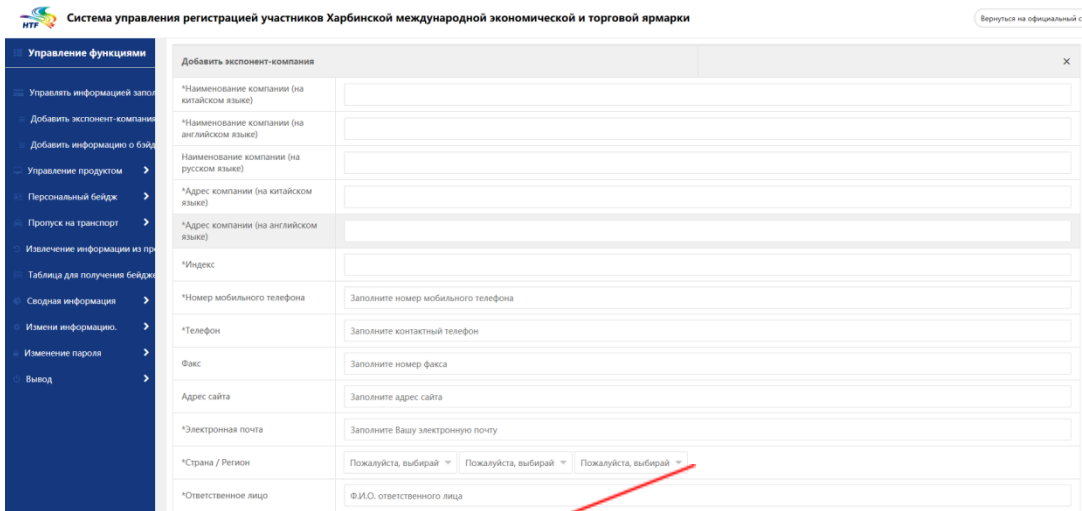 HTF
Система управления регистрацией участников Харбинской международной экономической и торговой ярмарки
Вернуться на официальный с
Управление функциями
Управлять информацией запол
Добавить экспонент-компания
Добавить информацию о бэйд
Управление продуктом
Персональный бейдж
Пропуск на транспорт
Извлечение информации из пр
Таблица для получения бейдже
Сводная информация
Измени информацию.
Изменение пароля
Вывод
Добавить экспонент-компания
*Наименование компании (на
китайском языке)
*Наименование компании (на
английском языке)
Наименование компании (на
русском языке)
*Адрес компании (на китайском
языке)
*Адрес компании (на английском
языке)
*Индекс
*Номер мобильного телефона
Заполните номер мобильного телефона
*Телефон
Заполните контактный телефон
Факс
Заполните номер факса
Адрес сайта
Заполните адрес сайта
*Электронная почта
Заполните Вашу электронную почту
*Страна / Регион
Пожалуйста, выбирай Пожалуйста, выбирай Пожалуйста, выбирай
*Ответственное лицо
Ф.И.О. ответственного лица